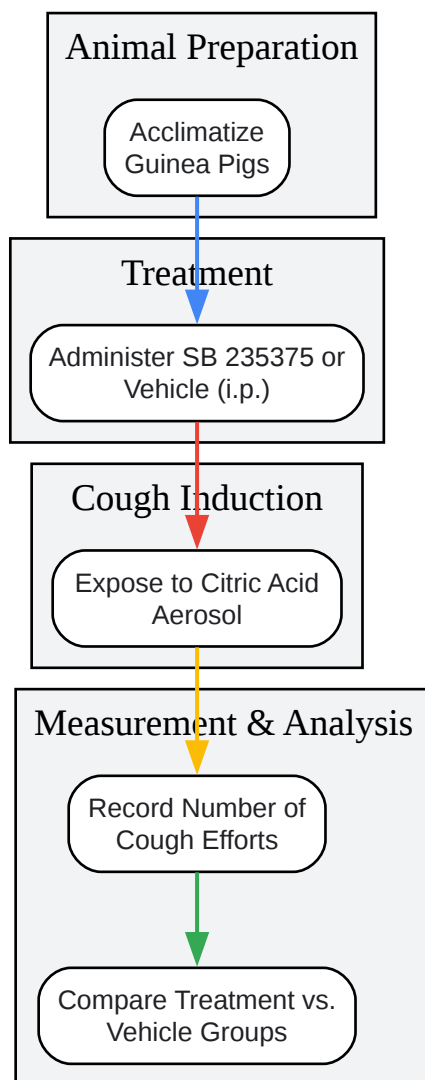 Animal Preparation
Acclimatize
Guinea Pigs
Treatment
Administer SB 235375 or
Vehicle (i.p.)
Cough Induction
Expose to Citric Acid
Aerosol
Measurement & Analysis
Record Number of
Cough Efforts
Compare Treatment vs.
Vehicle Groups